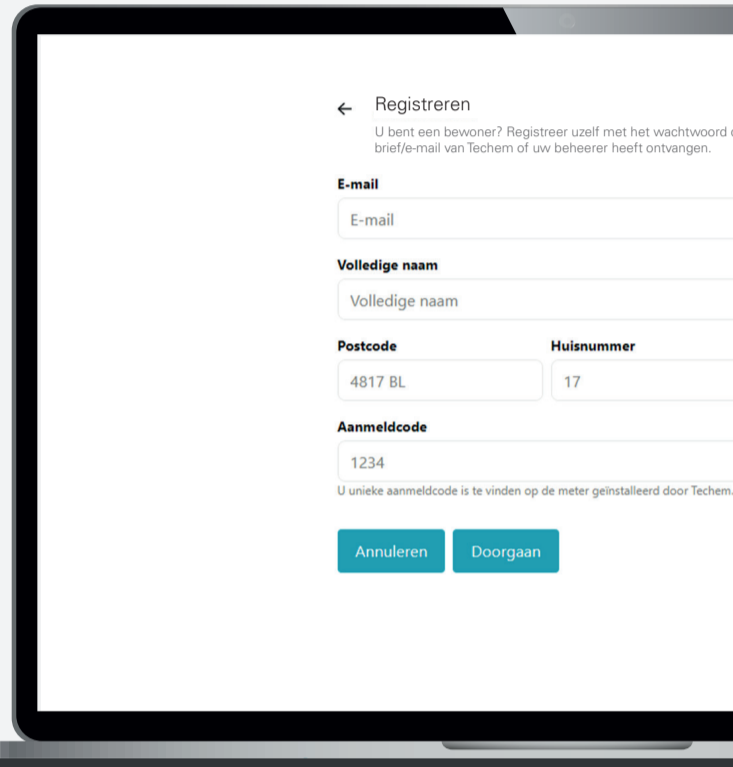 Registreren
U bent een bewoner? Registreer uzelf met het wachtwoord
brief/e-mail van Techem of uw beheerer heeft ontvangen.
E-mail
E-mail
Volledige naam
Volledige naam
Postcode Huisnummer
4817 BL 17
Aanmeldcode
1234
U unieke aanmeldcode is te vinden op de meter geïnstalleerd door Techem.
Annuleren Doorgaan